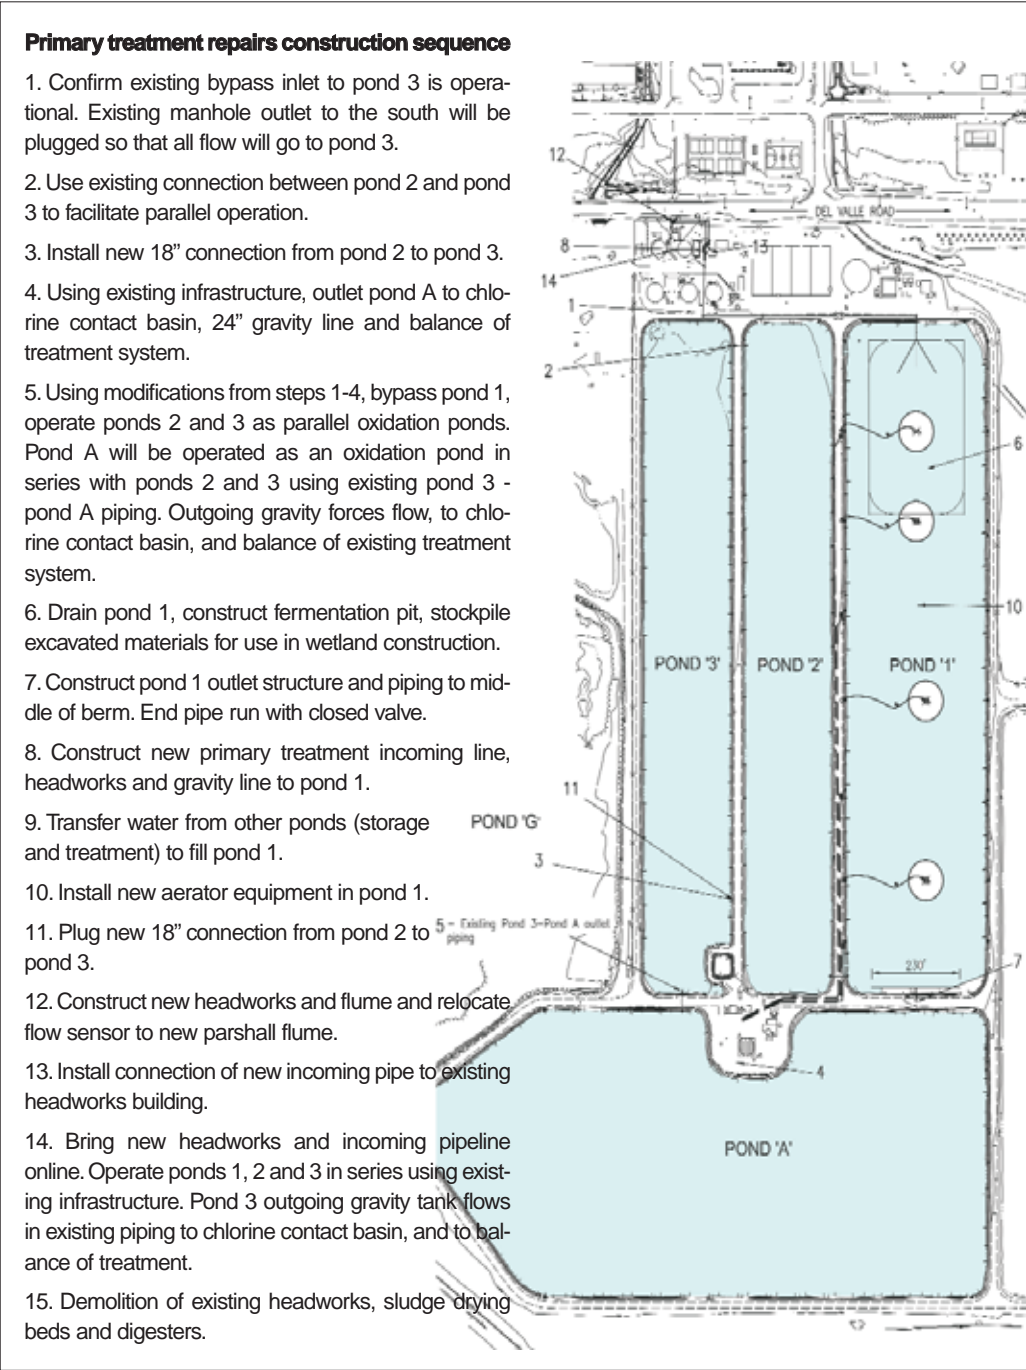 Primary treatment repairs construction sequence
1. Confirm existing bypass inlet to pond 3 is opera-
tional. Existing manhole outlet to the south will be
plugged so that all flow will go to pond 3.
2. Use existing connection between pond 2 and pond
3 to facilitate parallel operation.
3. Install new 18” connection from pond 2 to pond 3.
4. Using existing infrastructure, outlet pond A to chlo-
rine contact basin, 24” gravity line and balance of
treatment system.
5. Using modifications from steps 1-4, bypass pond 1,
operate ponds 2 and 3 as parallel oxidation ponds.
Pond A will be operated as an oxidation pond in
series with ponds 2 and 3 using existing pond 3 -
pond A piping. Outgoing gravity forces flow, to chlo-
rine contact basin, and balance of existing treatment
system.
6. Drain pond 1, construct fermentation pit, stockpile
excavated materials for use in wetland construction.
7. Construct pond 1 outlet structure and piping to mid-
dle of berm. End pipe run with closed valve.
8. Construct new primary treatment incoming line,
headworks and gravity line to pond 1.
9. Transfer water from other ponds (storage
and treatment) to fill pond 1.
10. Install new aerator equipment in pond 1.
11. Plug new 18” connection from pond 2 to
pond 3.
12. Construct new headworks and flume and relocate
flow sensor to new parshall flume.
13. Install connection of new incoming pipe to existing
headworks building.
14. Bring new headworks and incoming pipeline
online. Operate ponds 1, 2 and 3 in series using exist-
ing infrastructure. Pond 3 outgoing gravity tank flows
in existing piping to chlorine contact basin, and to bal-
ance of treatment.
15. Demolition of existing headworks, sludge drying
beds and digesters.
12
DEL VALLE ROAD
8
13
14
1
2
6
10
POND '3'
POND '2'
POND '1'
11
POND 'G'
3
5 - Existing Pond 3-Pond A outlet
piping
230'
7
4
POND 'A'